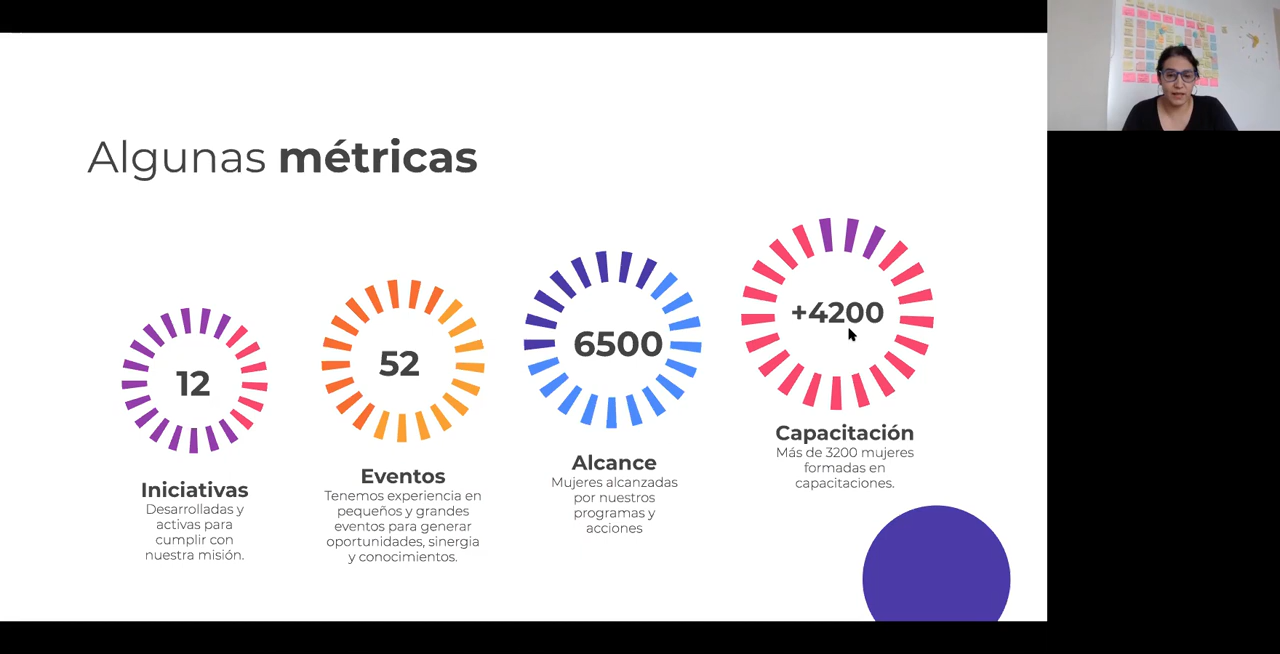 Algunas métricas
12
Iniciativas
Desarrolladas y
activas para
cumplir con
nuestra misión.
52
Eventos
Tenemos experiencia en
pequeños y grandes
eventos para generar
oportunidades, sinergia
y conocimientos.
6500
Alcance
Mujeres alcanzadas
por nuestros
programas y
acciones
+4200
Capacitación
Más de 3200 mujeres
formadas en
capacitaciones.